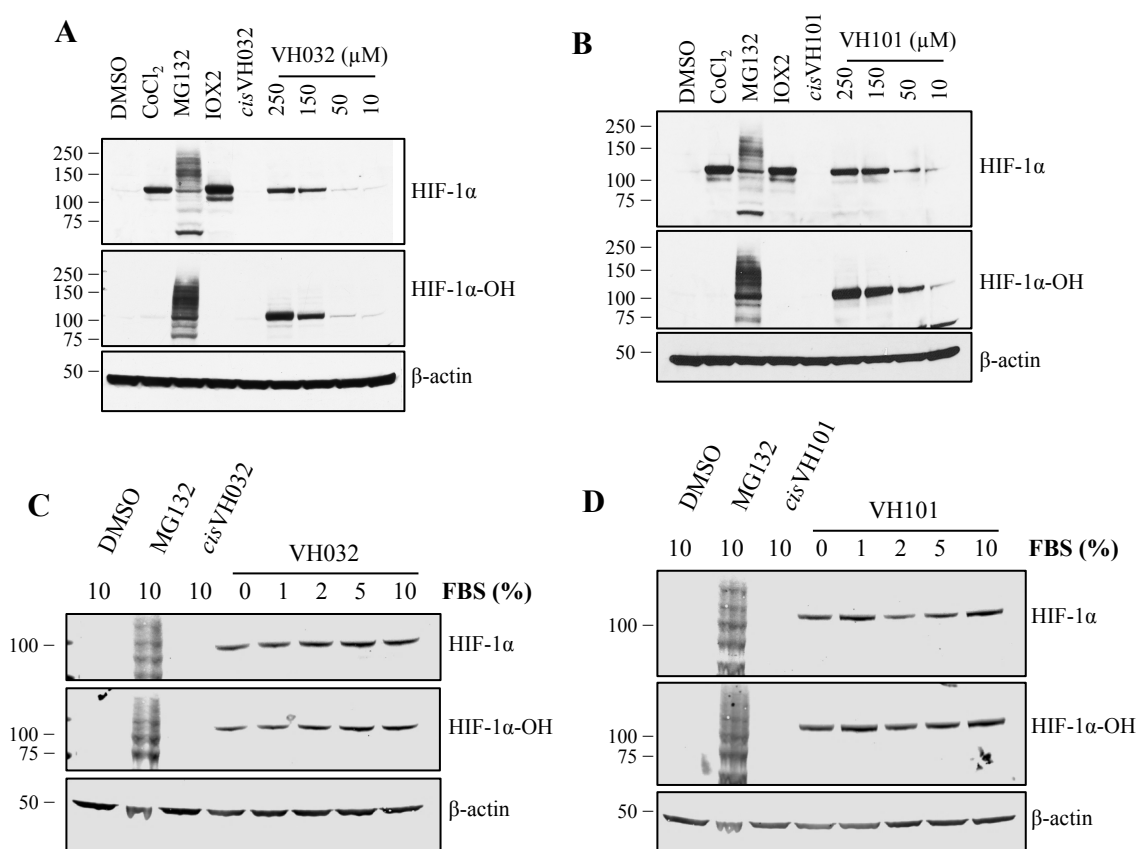 A
DMSO
CoCl₂
MG132
IOX2
cisVH032
VH032 (µM)
250
150
50
10
250
150
100
75
HIF-1α
250
150
100
75
HIF-1α-OH
50
β-actin
B
DMSO
CoCl₂
MG132
IOX2
cisVH101
VH101 (µM)
250
150
50
10
250
150
100
75
HIF-1α
250
150
100
75
HIF-1α-OH
50
β-actin
C
DMSO
MG132
cisVH032
VH032
10 10 10 0 1 2 5 10 FBS (%)
100
HIF-1α
100
75
HIF-1α-OH
50
β-actin
D
DMSO
MG132
cisVH101
VH101
10 10 10 0 1 2 5 10 FBS (%)
100
HIF-1α
100
75
HIF-1α-OH
50
β-actin